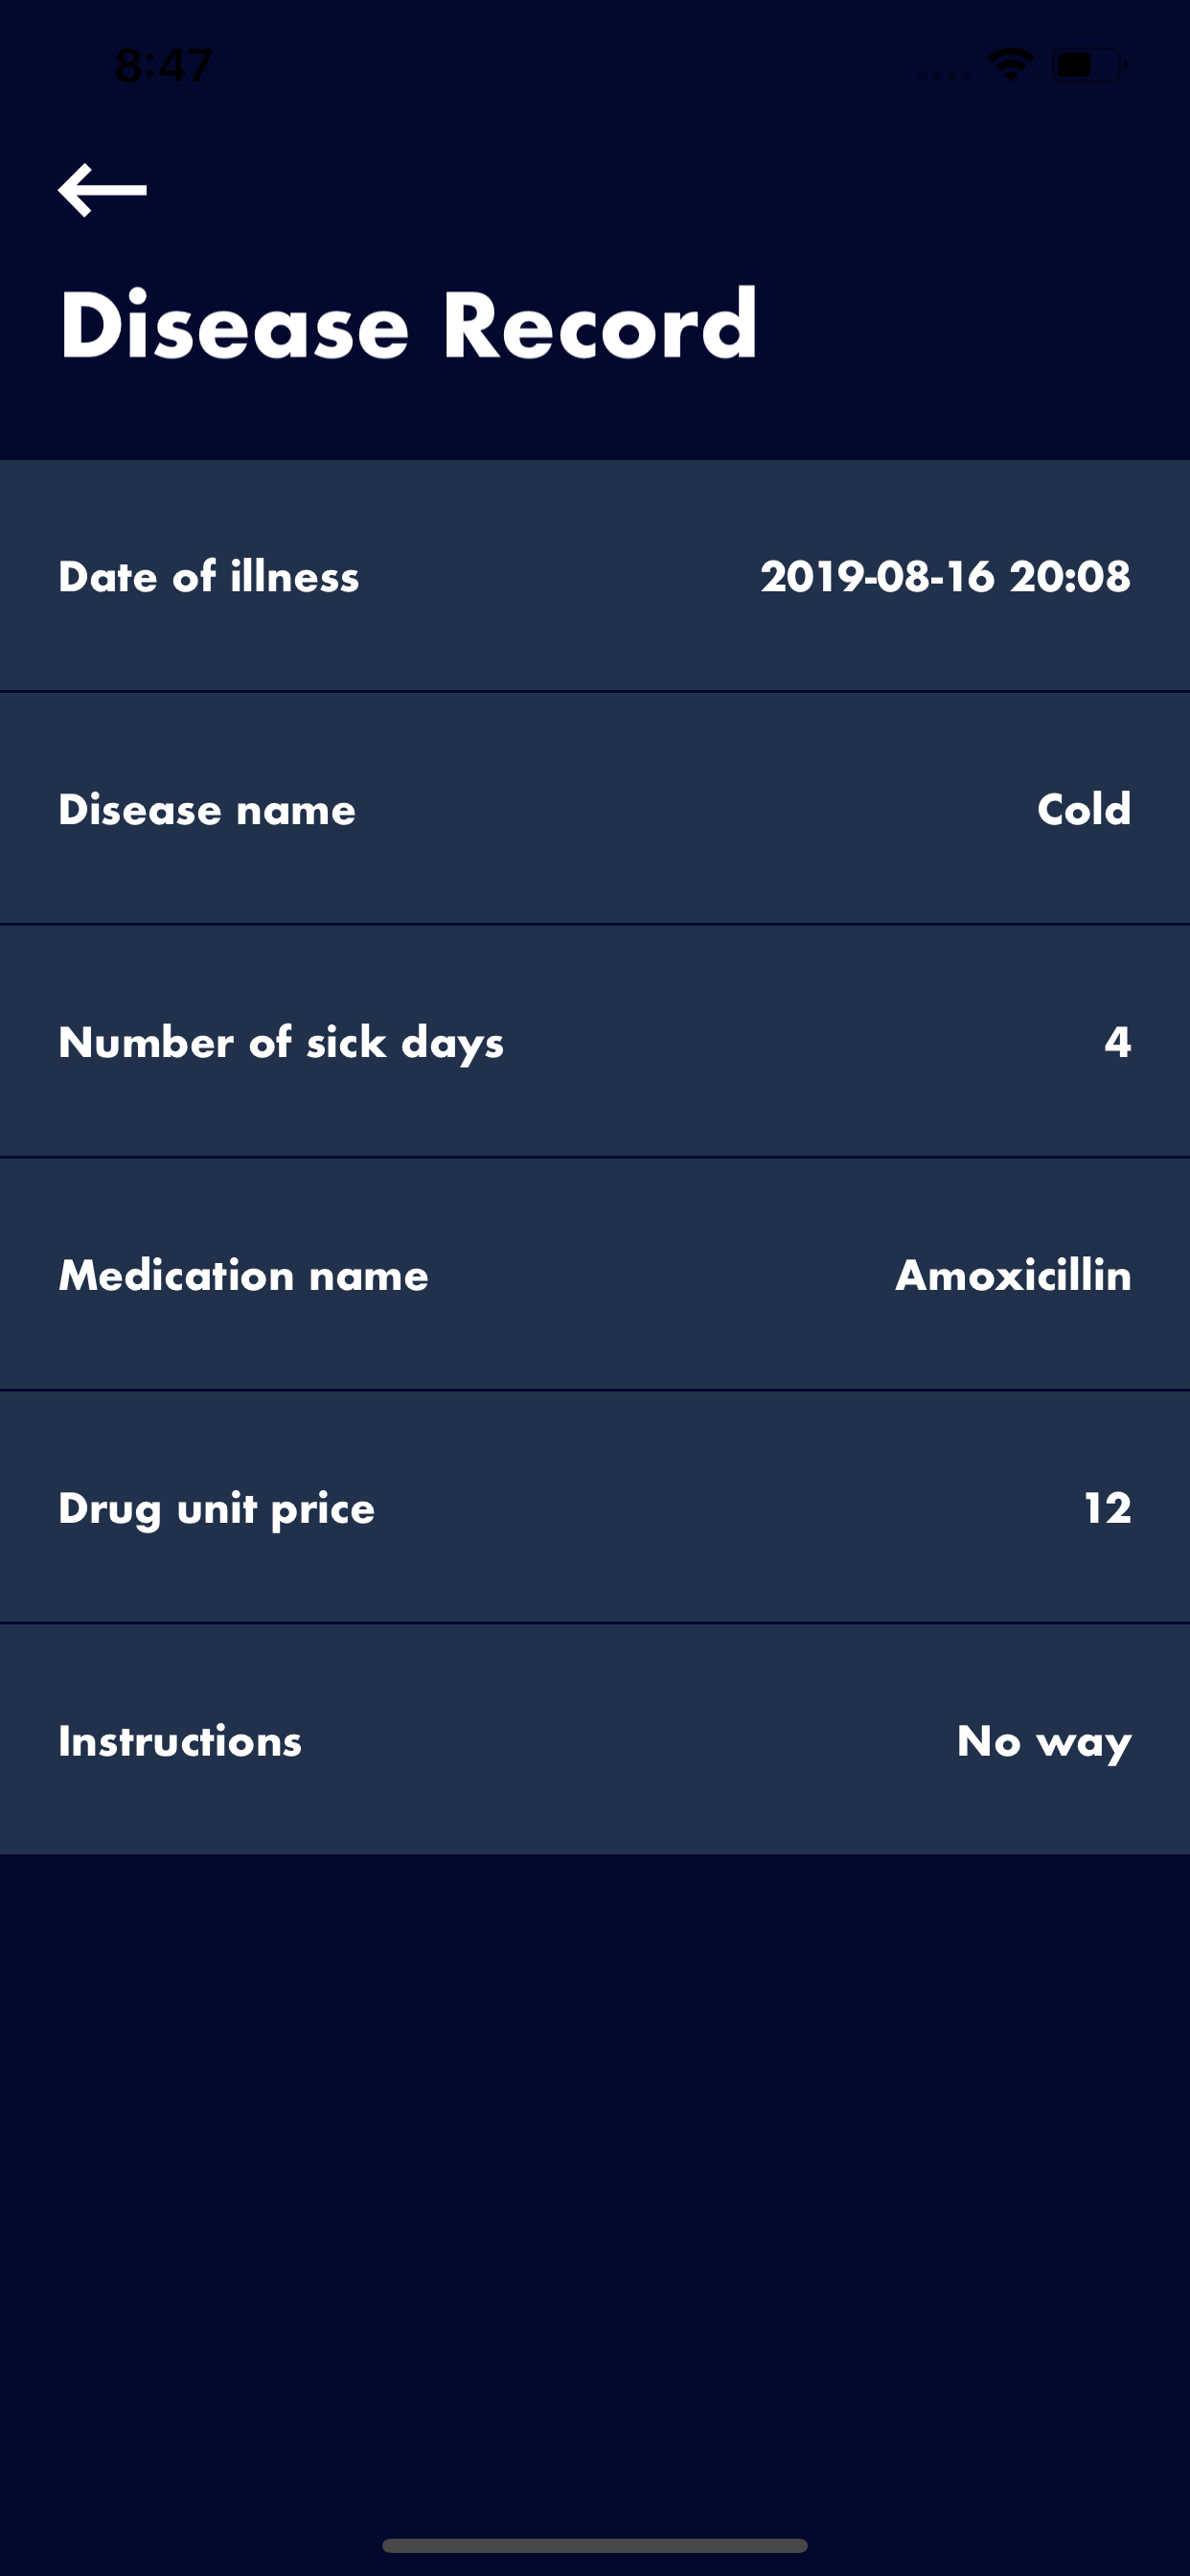 8:47
Disease Record
Date of illness 2019-08-16 20:08
Disease name Cold
Number of sick days 4
Medication name Amoxicillin
Drug unit price 12
Instructions No way